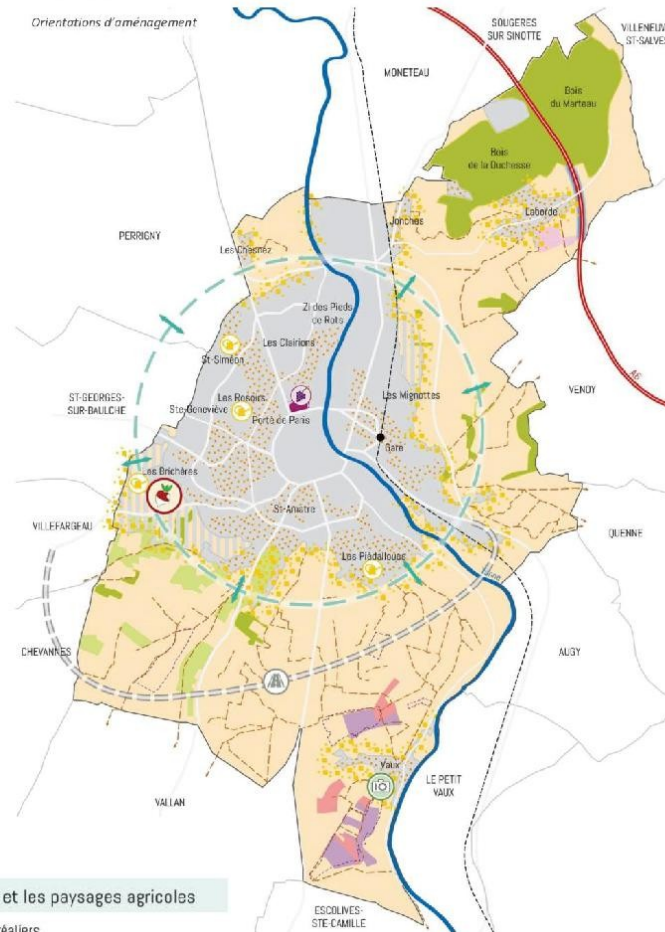 Orientations d'aménagement
SOUGERES
SUR SINOTTE
VILLENEUV
ST-SALVES
MONETEAU
Bois
du Marteau
Bois
de la Duchesse
Laborde
Jonches
PERRIGNY
Les Chesnez
ZI des Pieds
de Rats
Les Clairions
St-Siméon
A6
VENOY
ST-GEORGES-
SUR-BAULCHE
Les Rosoirs
Ste-Geneviève
Porte de Paris
Les Mignottes
Gare
Les Brichères
St-Amatre
VILLEFARGEAU
QUENNE
Les Piédalloues
CHEVANNES
AUGY
Vaux
LE PETIT
VAUX
VALLAN
et les paysages agricoles
ESCOLIVES-
STE-CAMILLE